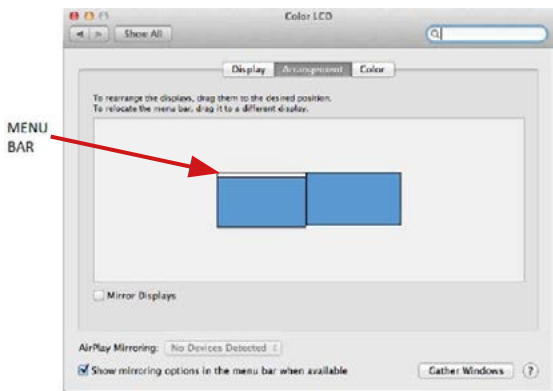 Color LCD
Show All
Display Arrangement Color
To rearrange the displays, drag them to the desired position.
To relocate the menu bar, drag it to a different display.
MENU
BAR
Mirror Displays
AirPlay Mirroring: No Devices Detected
Show mirroring options in the menu bar when available
Gather Windows ?